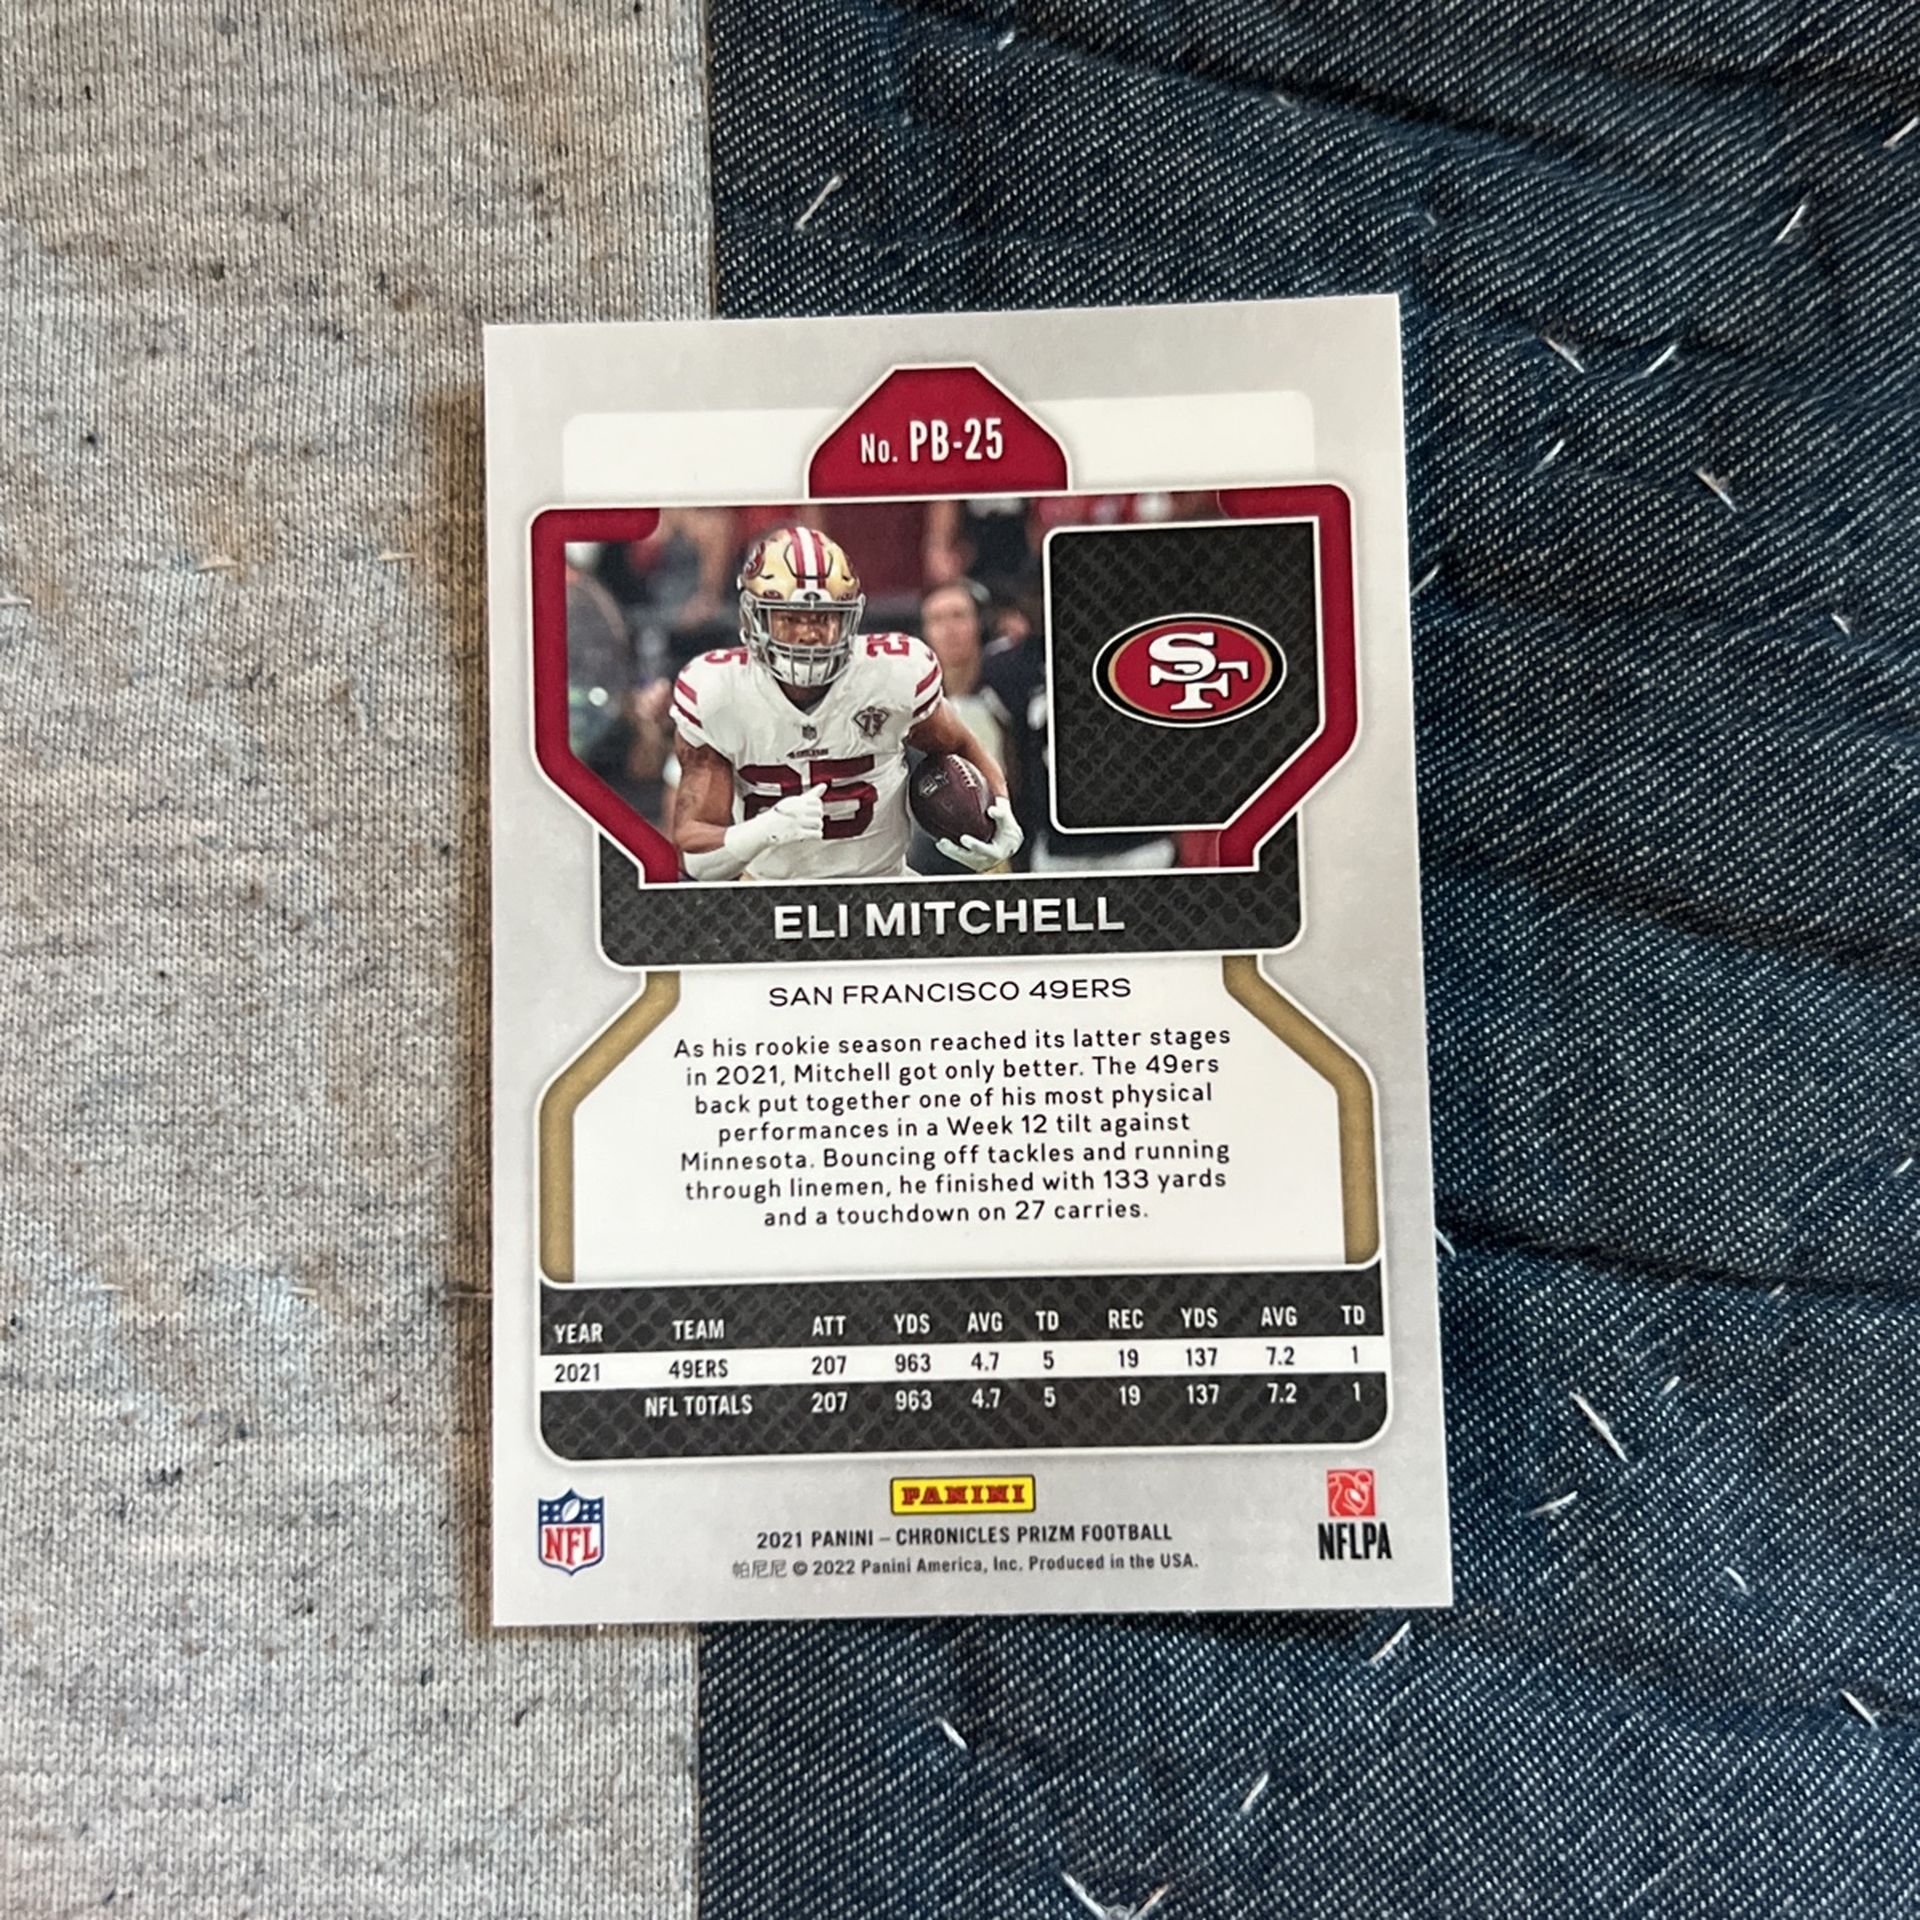 No. PB-25
25 25
25
SF
ELI MITCHELL
SAN FRANCISCO 49ERS
As his rookie season reached its latter stages
in 2021, Mitchell got only better. The 49ers
back put together one of his most physical
performances in a Week 12 tilt against
Minnesota. Bouncing off tackles and running
through linemen, he finished with 133 yards
and a touchdown on 27 carries.
YEAR TEAM ATT YDS AVG TD REC YDS AVG TD
2021 49ERS 207 963 4.7 5 19 137 7.2 1
NFL TOTALS 207 963 4.7 5 19 137 7.2 1
PANINI
NFL
2021 PANINI – CHRONICLES PRIZM FOOTBALL
NFLPA
帕尼尼 © 2022 Panini America, Inc. Produced in the USA.